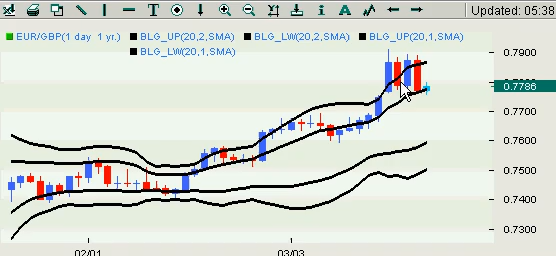 A i Updated: 05:38
EUR/GBP(1 day 1 yr.) BLG_UP(20,2,SMA) BLG_LW(20,2,SMA) BLG_UP(20,1,SMA)
BLG_LW(20,1,SMA)
0.7900
0.7786
0.7700
0.7600
0.7500
0.7400
0.7300
02/01 03/03